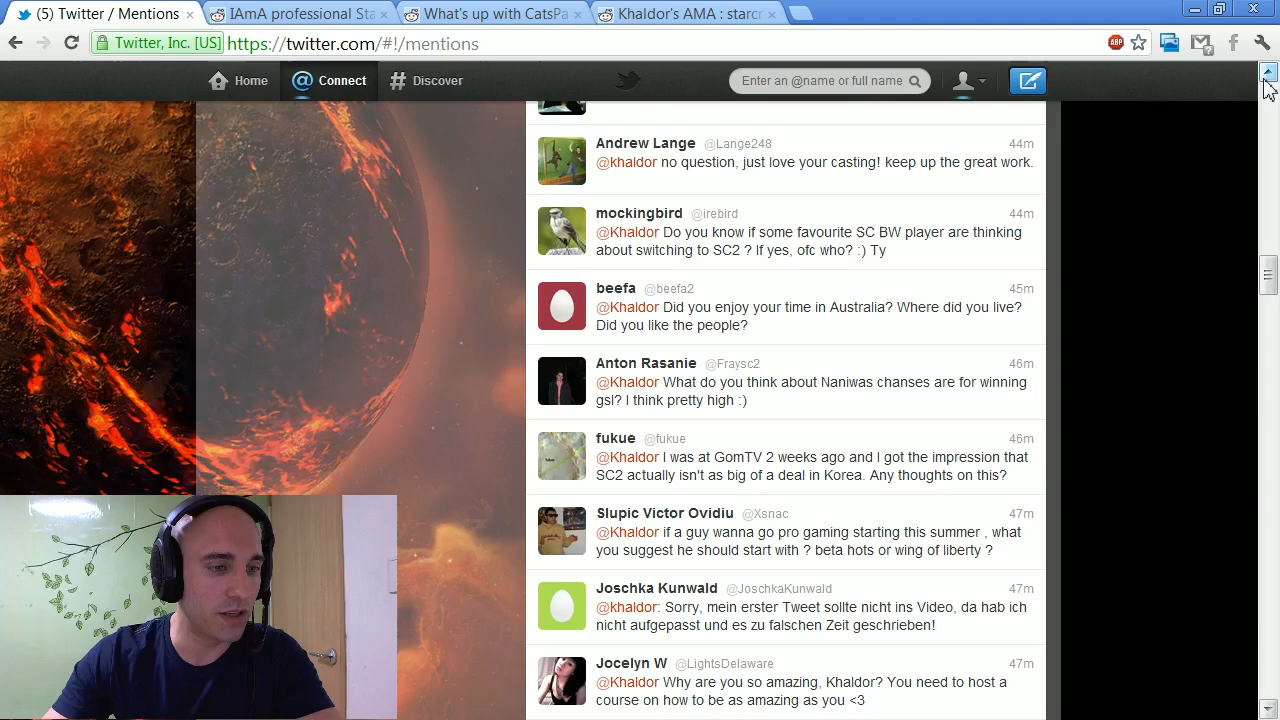 (5) Twitter / Mentions
IAmA professional Sta
What's up with CatsPa
Khaldor's AMA : starcr
Twitter, Inc. [US] https://twitter.com/#!/mentions
ABP
Home
@ Connect
# Discover
Enter an @name or full name
Andrew Lange @Lange248 44m
@khaldor no question, just love your casting! keep up the great work.
mockingbird @irebird 44m
@Khaldor Do you know if some favourite SC BW player are thinking
about switching to SC2 ? If yes, ofc who? :) Ty
beefa @beefa2 45m
@Khaldor Did you enjoy your time in Australia? Where did you live?
Did you like the people?
Anton Rasanie @Fraysc2 46m
@Khaldor What do you think about Naniwas chanses are for winning
gsl? I think pretty high :)
fukue @fukue 46m
@Khaldor I was at GomTV 2 weeks ago and I got the impression that
SC2 actually isn't as big of a deal in Korea. Any thoughts on this?
Slupic Victor Ovidiu @Xsnac 47m
@Khaldor if a guy wanna go pro gaming starting this summer , what
you suggest he should start with ? beta hots or wing of liberty ?
Joschka Kunwald @JoschkaKunwald 47m
@khaldor: Sorry, mein erster Tweet sollte nicht ins Video, da hab ich
nicht aufgepasst und es zu falschen Zeit geschrieben!
Jocelyn W @LightsDelaware 47m
@Khaldor Why are you so amazing, Khaldor? You need to host a
course on how to be as amazing as you <3